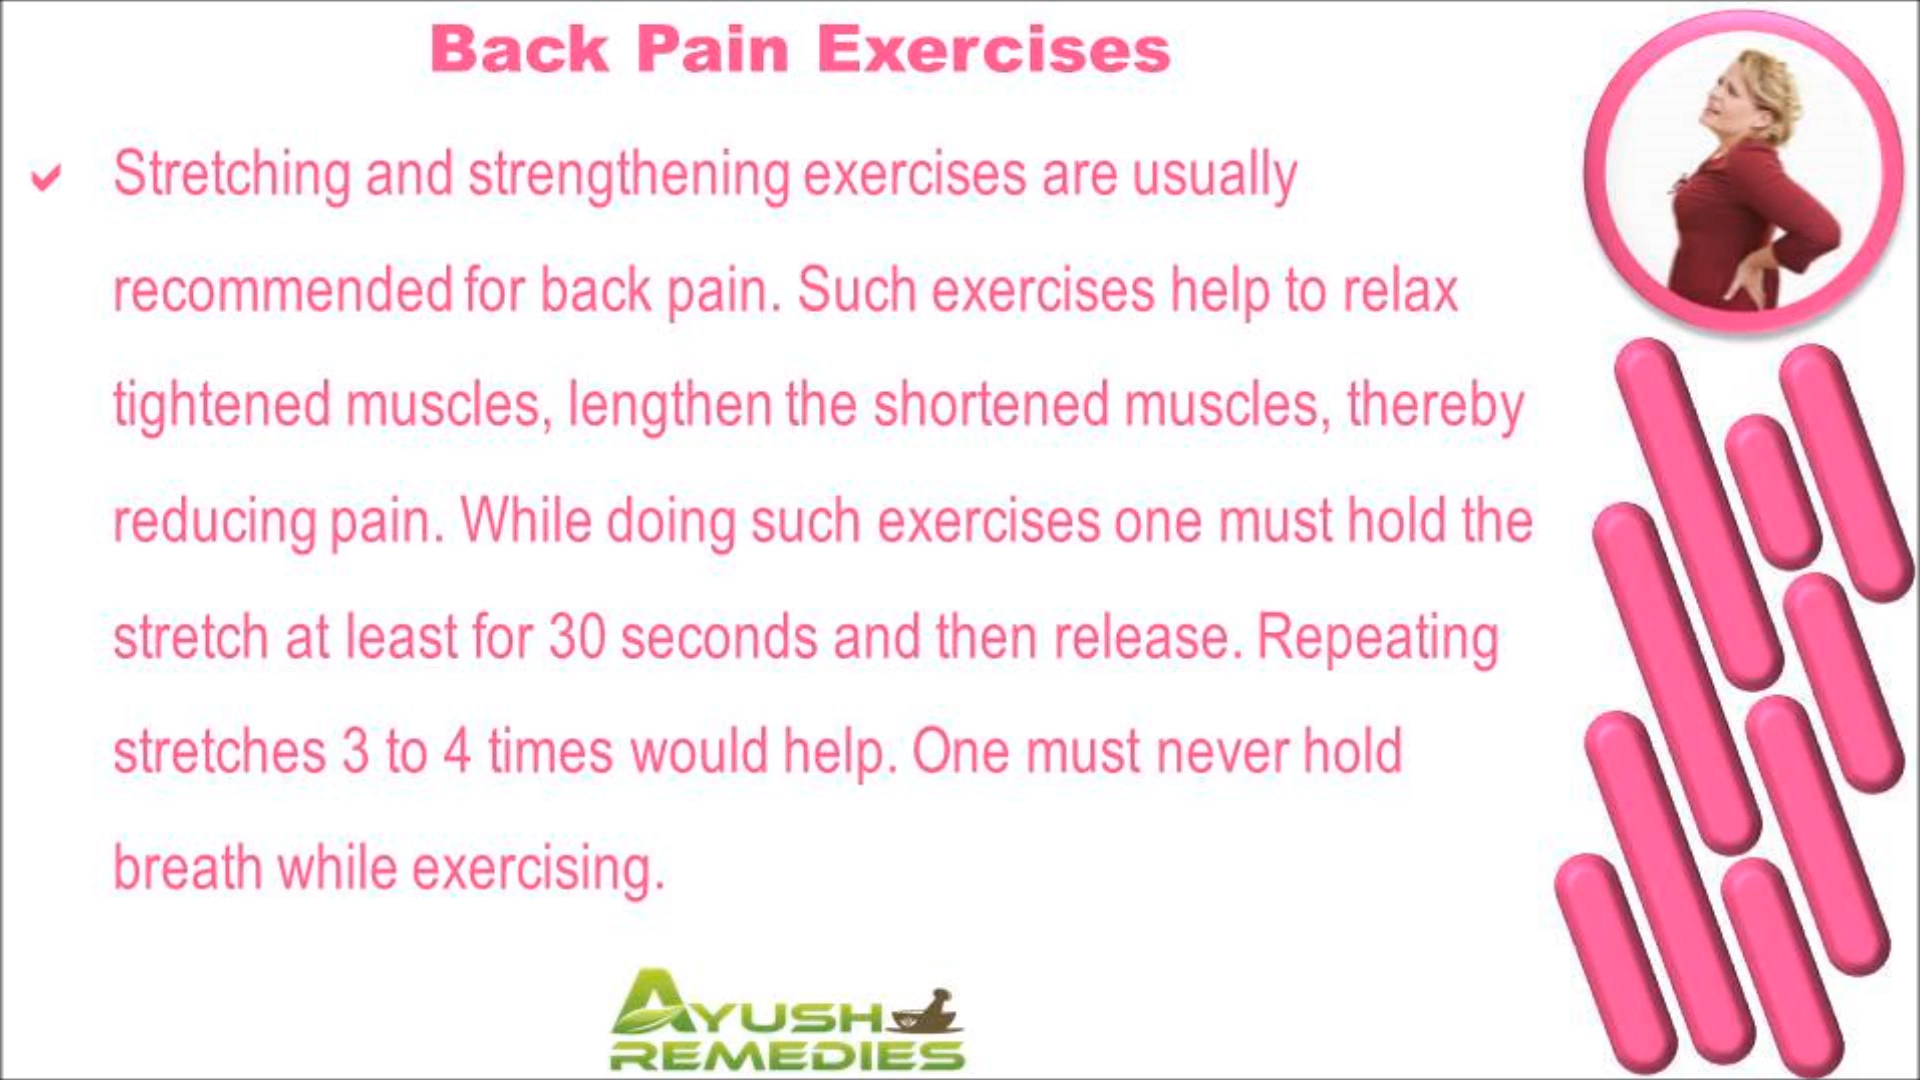 Back Pain Exercises
Stretching and strengthening exercises are usually
recommended for back pain. Such exercises help to relax
tightened muscles, lengthen the shortened muscles, thereby
reducing pain. While doing such exercises one must hold the
stretch at least for 30 seconds and then release. Repeating
stretches 3 to 4 times would help. One must never hold
breath while exercising.
AYUSH
REMEDIES